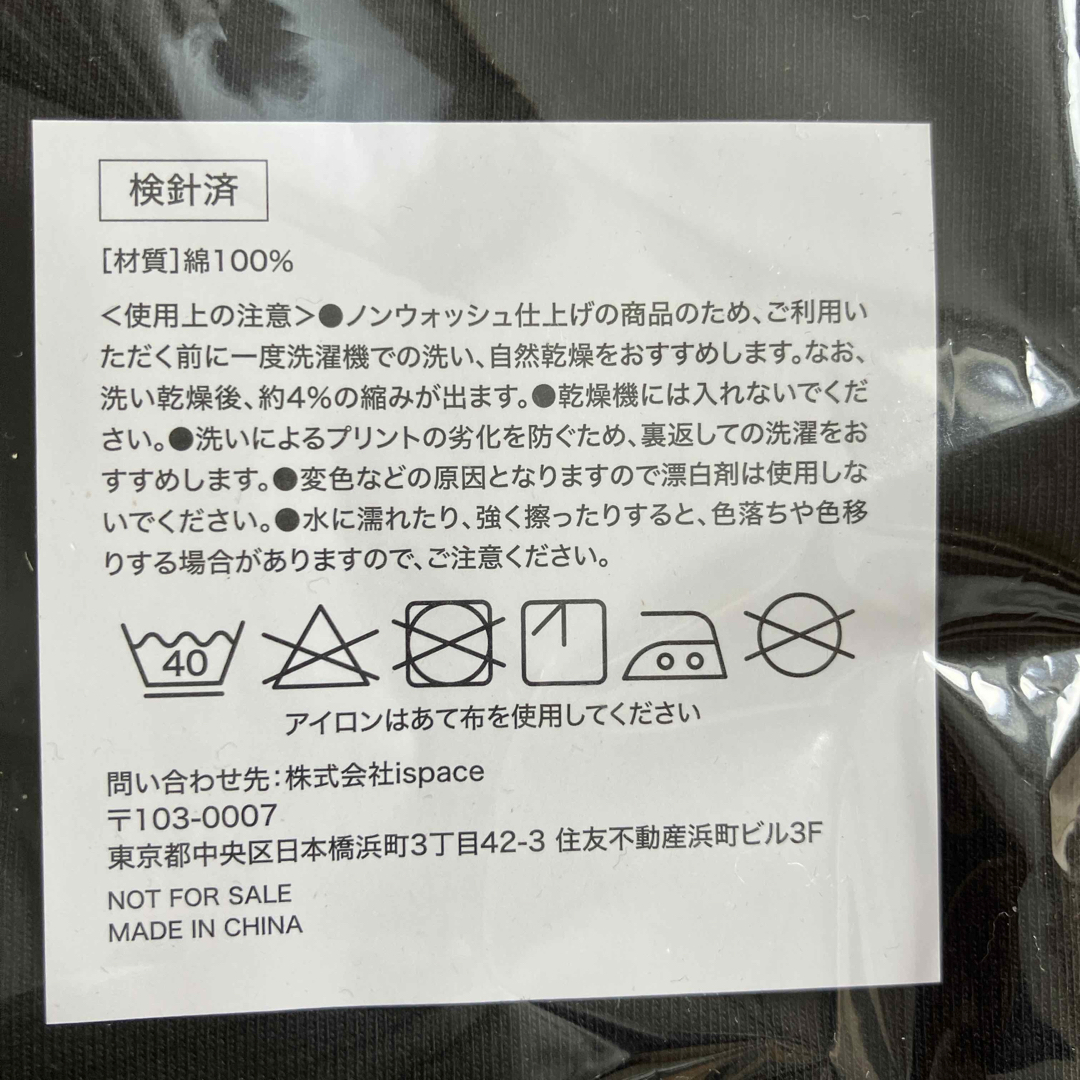 検針済
[材質]綿100%
＜使用上の注意＞●ノンウォッシュ仕上げの商品のため、ご利用い
ただく前に一度洗濯機での洗い、自然乾燥をおすすめします。なお、
洗い乾燥後、約4%の縮みが出ます。●乾燥機には入れないでくだ
さい。●洗いによるプリントの劣化を防ぐため、裏返しての洗濯をお
すすめします。●変色などの原因となりますので漂白剤は使用しな
いでください。●水に濡れたり、強く擦ったりすると、色落ちや色移
りする場合がありますので、ご注意ください。
40
アイロンはあて布を使用してください
問い合わせ先：株式会社ispace
〒103-0007
東京都中央区日本橋浜町3丁目42-3 住友不動産浜町ビル3F
NOT FOR SALE
MADE IN CHINA